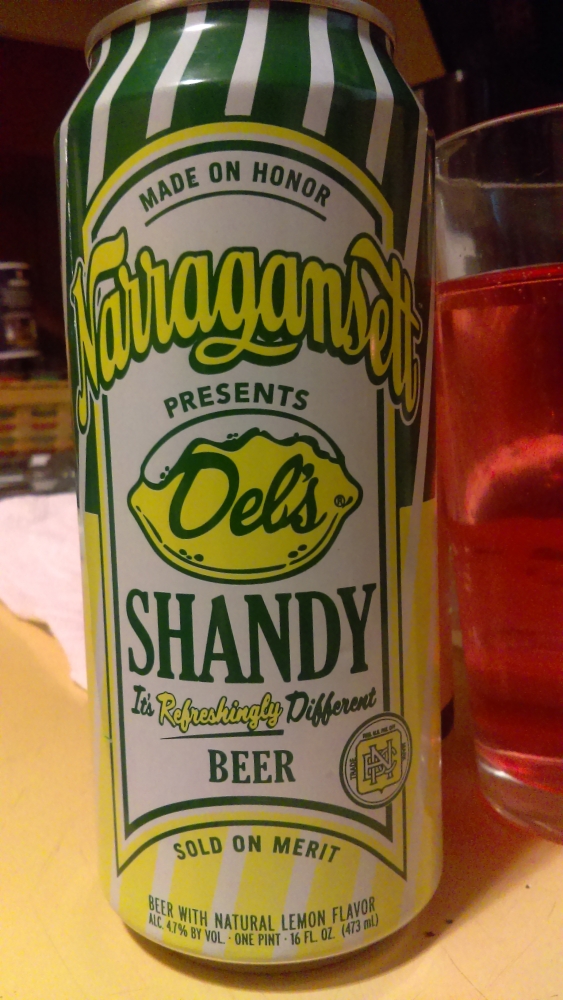 MADE ON HONOR
Narragansett
PRESENTS
Del's ®
SHANDY
It's Refreshingly Different
BEER
TRADE
SOLD ON MERIT
BEER WITH NATURAL LEMON FLAVOR
ALC 4.7% BY VOL. · ONE PINT · 16 FL. OZ. (473 mL)